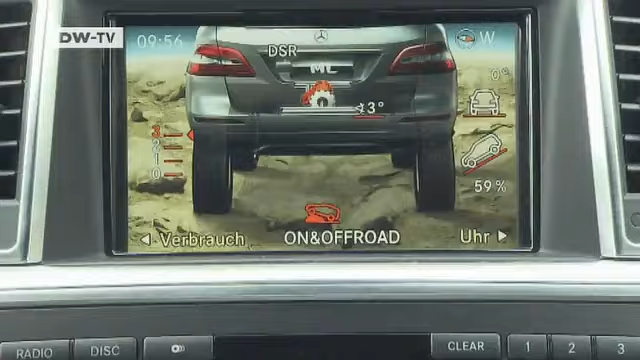 DW-TV
09:56
DSR
W
ML
0°
3°
3
2
1
0
59 %
Verbrauch
ON&OFFROAD
Uhr
RADIO
DISC
CLEAR
1
2
3